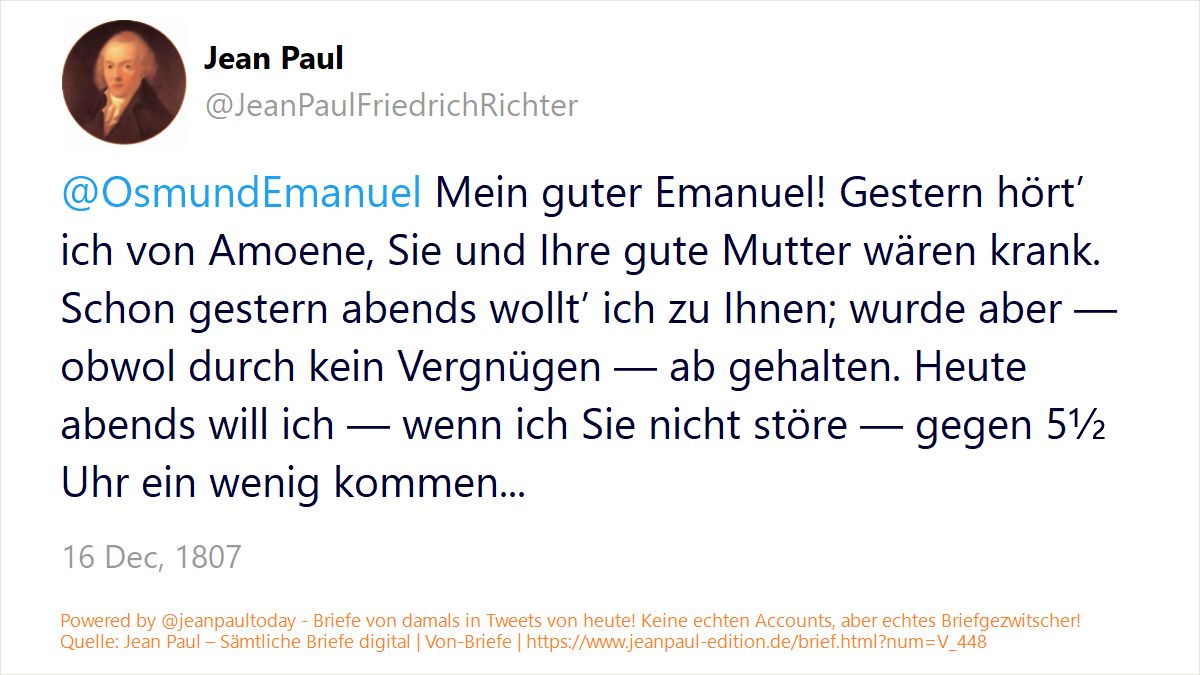 Jean Paul
@JeanPaulFriedrichRichter
@OsmundEmanuel Mein guter Emanuel! Gestern hört’
ich von Amoene, Sie und Ihre gute Mutter wären krank.
Schon gestern abends wollt’ ich zu Ihnen; wurde aber —
obwol durch kein Vergnügen — ab gehalten. Heute
abends will ich — wenn ich Sie nicht störe — gegen 5½
Uhr ein wenig kommen...
16 Dec, 1807
Powered by @jeanpaultoday - Briefe von damals in Tweets von heute! Keine echten Accounts, aber echtes Briefgezwitscher!
Quelle: Jean Paul – Sämtliche Briefe digital | Von-Briefe | https://www.jeanpaul-edition.de/brief.html?num=V_448